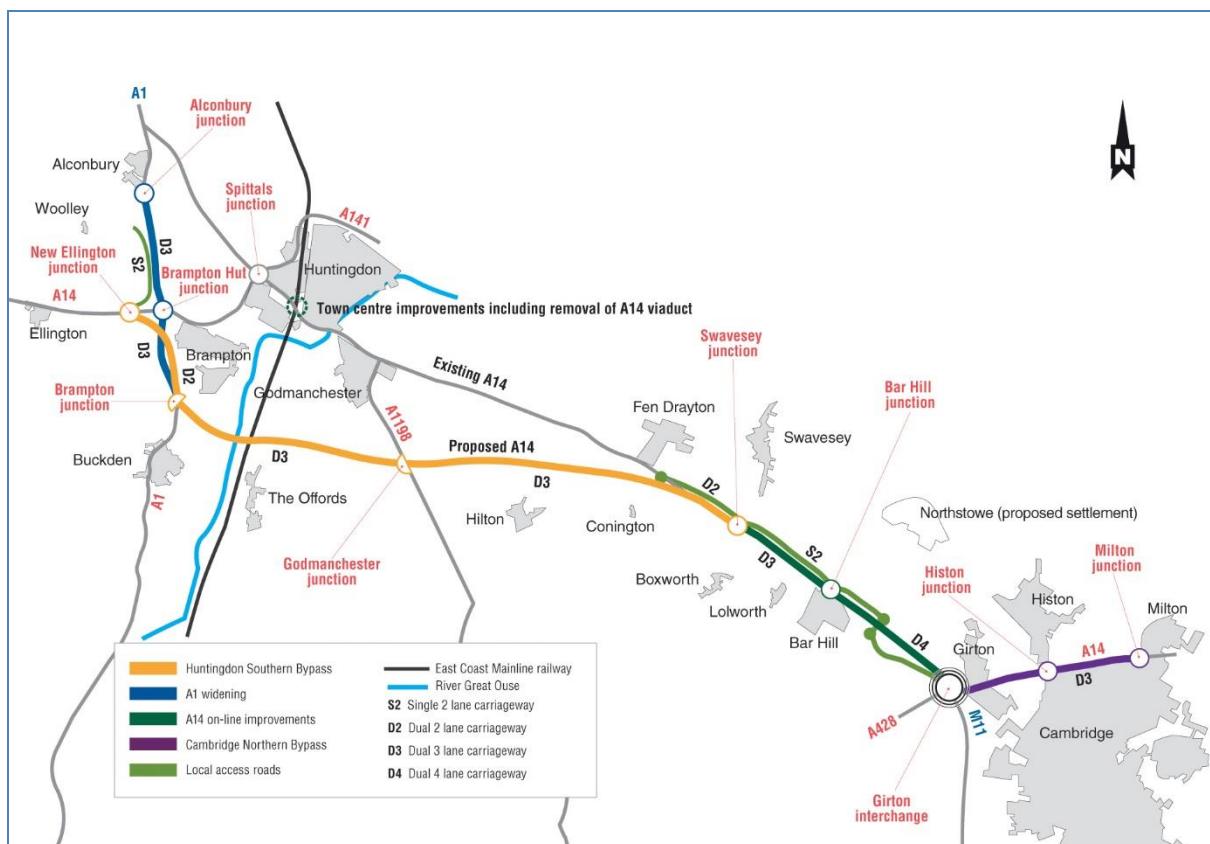 A1
Alconbury
junction
Alconbury
Spittals
junction
Woolley
A141
New Ellington
junction
S2
D3
Brampton Hut
junction
Huntingdon
A14
Town centre improvements including removal of A14 viaduct
Ellington
D3
D2
Brampton
Brampton
junction
Godmanchester
Existing A14
Swavesey
junction
Bar Hill
junction
Fen Drayton
Swavesey
A1198
Proposed A14
Buckden
D3
D3
D2
A1
The Offords
Hilton
Conington
Northstowe (proposed settlement)
S2
D3
Godmanchester
junction
Boxworth
Lolworth
Histon
junction
Milton
junction
Histon
Milton
Bar Hill
D4
Girton
A14
D3
A428
M11
Cambridge
Girton
interchange
Huntingdon Southern Bypass
A1 widening
A14 on-line improvements
Cambridge Northern Bypass
Local access roads
East Coast Mainline railway
River Great Ouse
S2 Single 2 lane carriageway
D2 Dual 2 lane carriageway
D3 Dual 3 lane carriageway
D4 Dual 4 lane carriageway
N